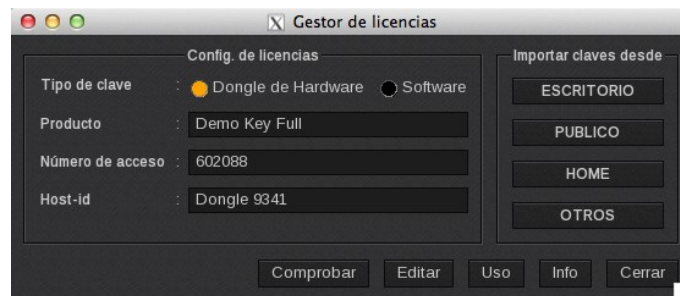 Gestor de licencias
Config. de licencias
Tipo de clave : Dongle de Hardware Software
Producto : Demo Key Full
Número de acceso : 602088
Host-id : Dongle 9341
Importar claves desde
ESCRITORIO
PUBLICO
HOME
OTROS
Comprobar Editar Uso Info Cerrar